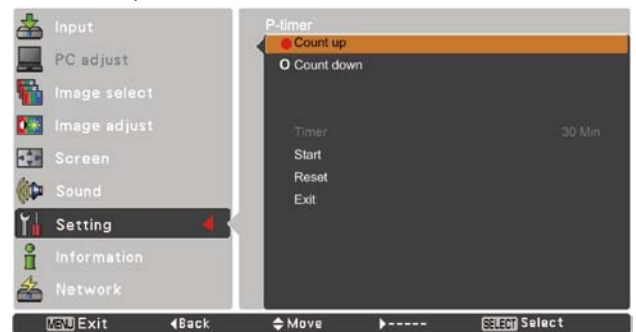 Input
PC adjust
Image select
Image adjust
Screen
Sound
Setting
Information
Network
P-timer
Count up
Count down
Timer 30 Min
Start
Reset
Exit
MENU Exit Back Move ----- SELECT Select